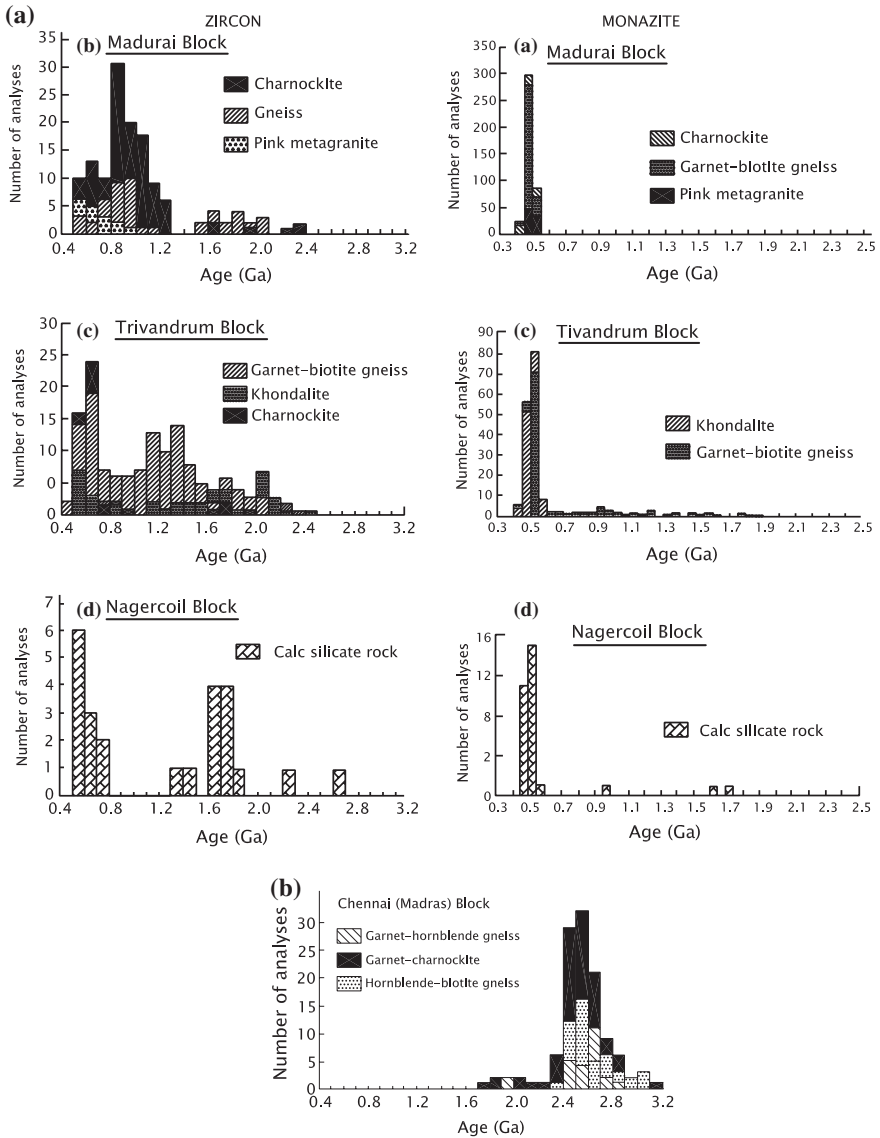 (a)
ZIRCON
MONAZITE
(b) Madurai Block
Number of analyses
35
30
25
20
15
10
5
0
Charnockite
Gneiss
Pink metagranite
0.4 0.8 1.2 1.6 2.0 2.4 2.8 3.2
Age (Ga)
(a)
Madurai Block
Number of analyses
350
300
250
200
150
100
50
0
Charnockite
Garnet-biotite gneiss
Pink metagranite
0.3 0.5 0.7 0.9 1.1 1.3 1.5 1.7 1.9 2.1 2.3 2.5
Age (Ga)
(c) Trivandrum Block
Number of analyses
30
25
20
15
10
0
5
0
Garnet-biotite gneiss
Khondalite
Charnockite
0.4 0.8 1.2 1.6 2.0 2.4 2.8 3.2
Age (Ga)
(c) Tivandrum Block
Number of analyses
90
80
70
60
50
40
30
20
10
0
Khondalite
Garnet-biotite gneiss
0.3 0.5 0.7 0.9 1.1 1.3 1.5 1.7 1.9 2.1 2.3 2.5
Age (Ga)
(d) Nagercoil Block
Number of analyses
7
6
5
4
3
2
1
0
Calc silicate rock
0.4 0.8 1.2 1.6 2.0 2.4 2.8 3.2
Age (Ga)
(d)
Nagercoil Block
Number of analyses
16
12
8
2
0
Calc silicate rock
0.3 0.5 0.7 0.9 1.1 1.3 1.5 1.7 1.9 2.1 2.3 2.5
Age (Ga)
(b)
Chennai (Madras) Block
Number of analyses
30
25
20
15
10
5
0
Garnet-hornblende gneiss
Garnet-charnockite
Hornblende-biotite gneiss
0.4 0.8 1.2 1.6 2.0 2.4 2.8 3.2
Age (Ga)